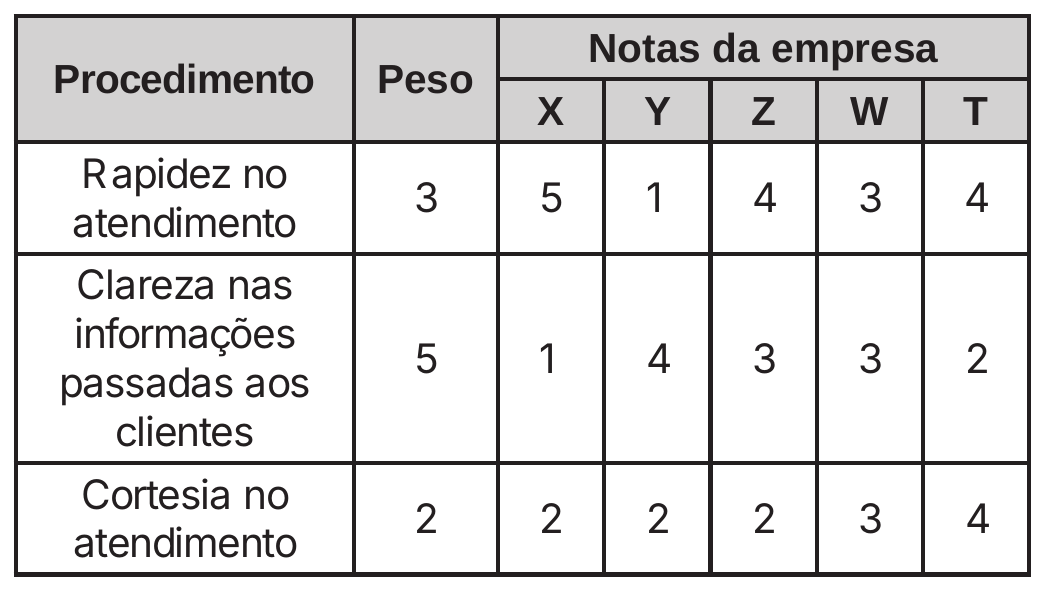 Procedimento Peso Notas da empresa
X Y Z W T
Rapidez no
atendimento
3 5 1 4 3 4
Clareza nas
informações
passadas aos
clientes
5 1 4 3 3 2
Cortesia no
atendimento
2 2 2 2 3 4